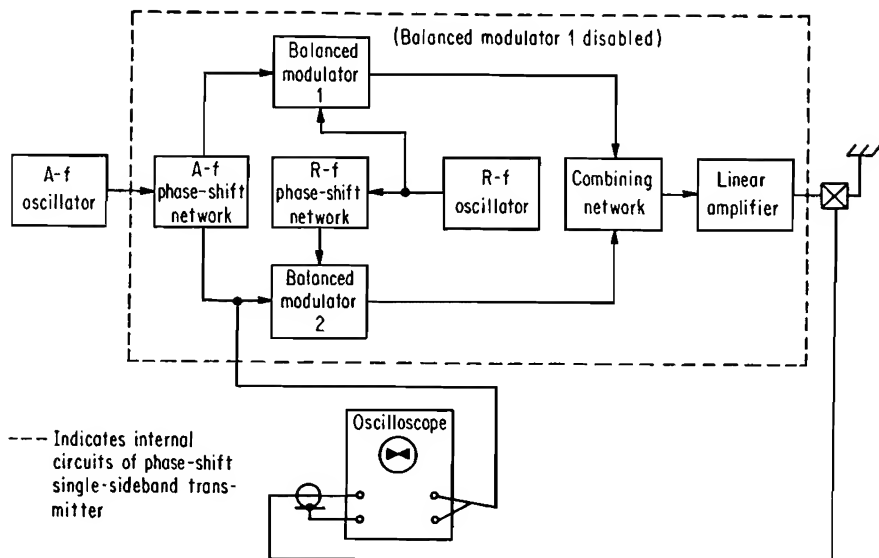 (Balanced modulator 1 disabled)
Balanced
modulator
1
A-f
oscillator
A-f
phase-shift
network
R-f
phase-shift
network
R-f
oscillator
Combining
network
Linear
amplifier
Balanced
modulator
2
Oscilloscope
--- Indicates internal
circuits of phase-shift
single-sideband trans-
mitter